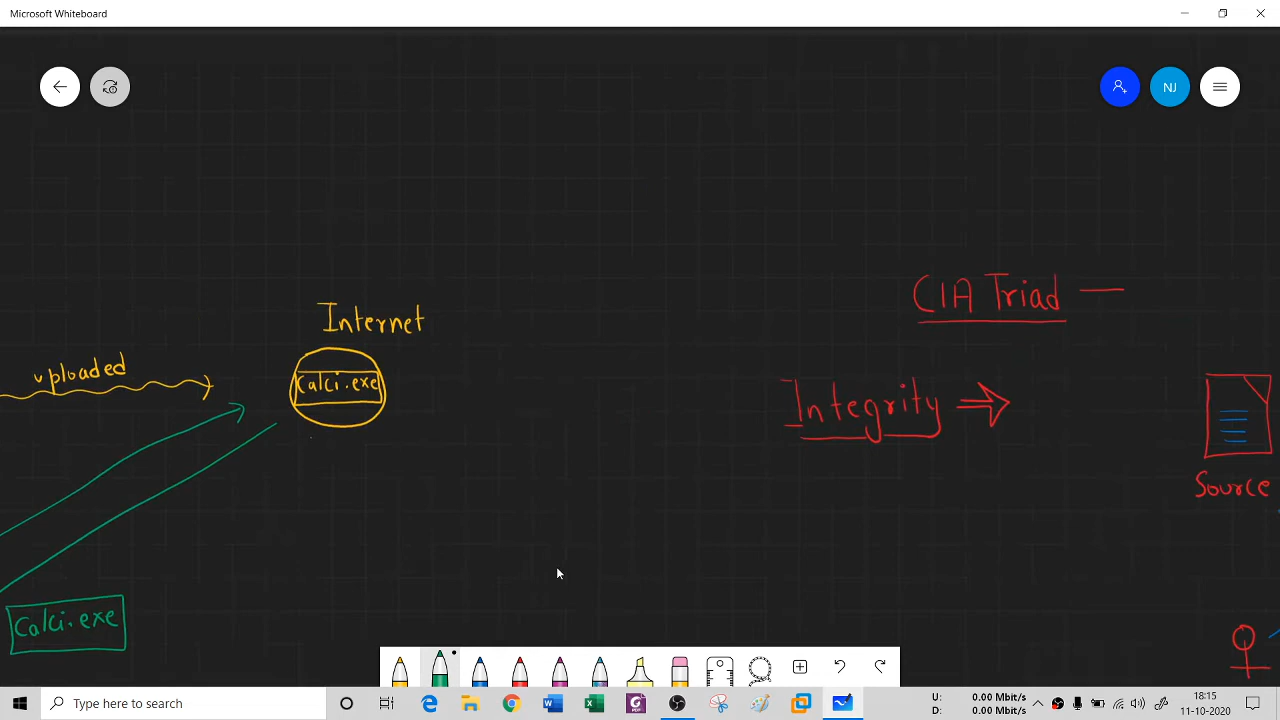 Microsoft Whiteboard
NJ
CIA Triad —
Internet
uploaded
Calci.exe
Integrity ⇒
Source
Calci.exe
Type here to search
U: 0.00 Mbit/s
D: 0.00 Mbit/s
18:15
11-10-2020